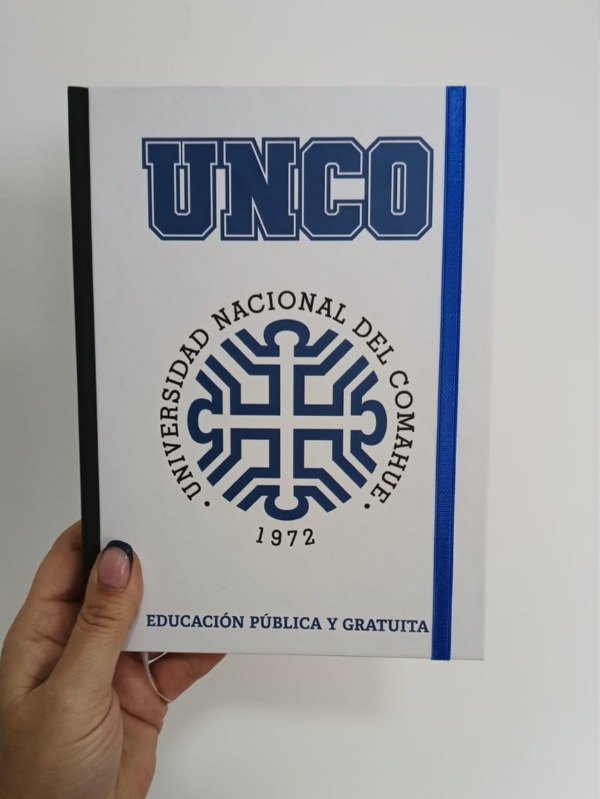 UNCO
· UNIVERSIDAD NACIONAL DEL COMAHUE ·
1972
EDUCACIÓN PÚBLICA Y GRATUITA